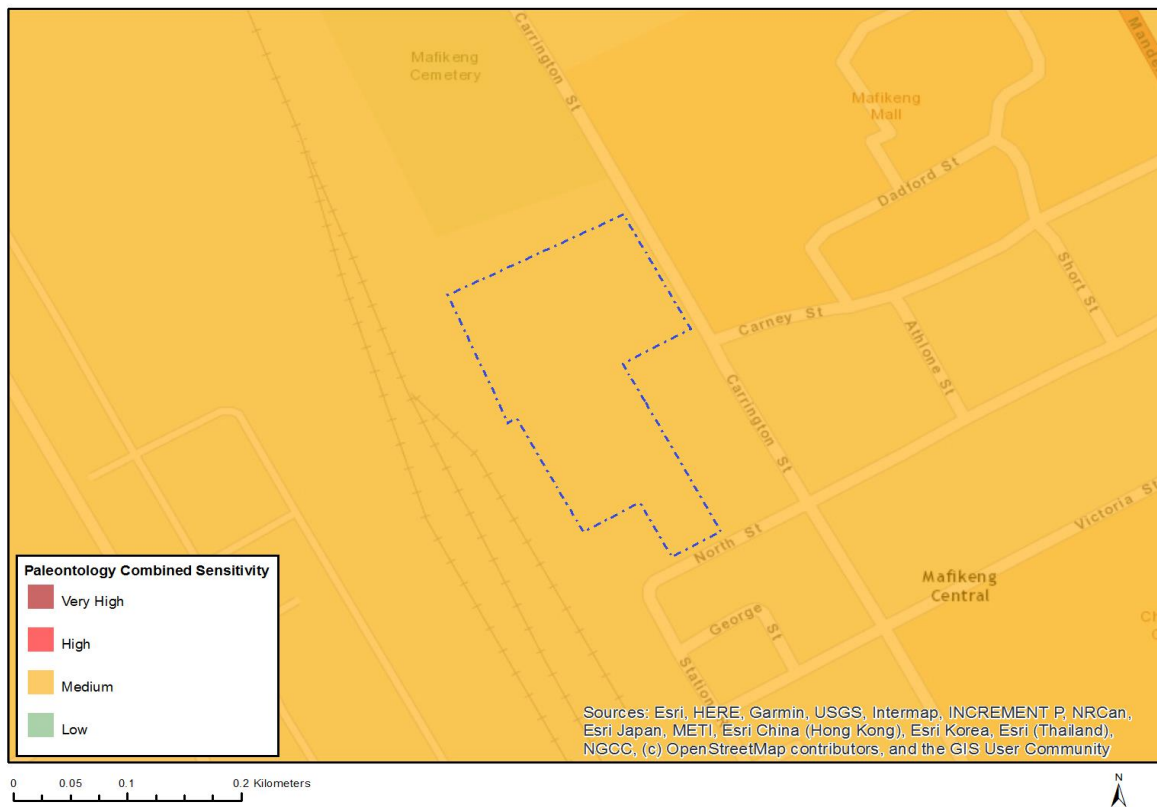 Mafikeng
Cemetery
Carrington St
Mafikeng
Mall
Dadford St
Short St
Carney St
Athlone St
Carrington St
Victoria St
North St
Mafikeng
Central
George St
Station
Paleontology Combined Sensitivity
Very High
High
Medium
Low
Sources: Esri, HERE, Garmin, USGS, Intermap, INCREMENT P, NRCan,
Esri Japan, METI, Esri China (Hong Kong), Esri Korea, Esri (Thailand),
NGCC, (c) OpenStreetMap contributors, and the GIS User Community
0 0.05 0.1 0.2 Kilometers
N